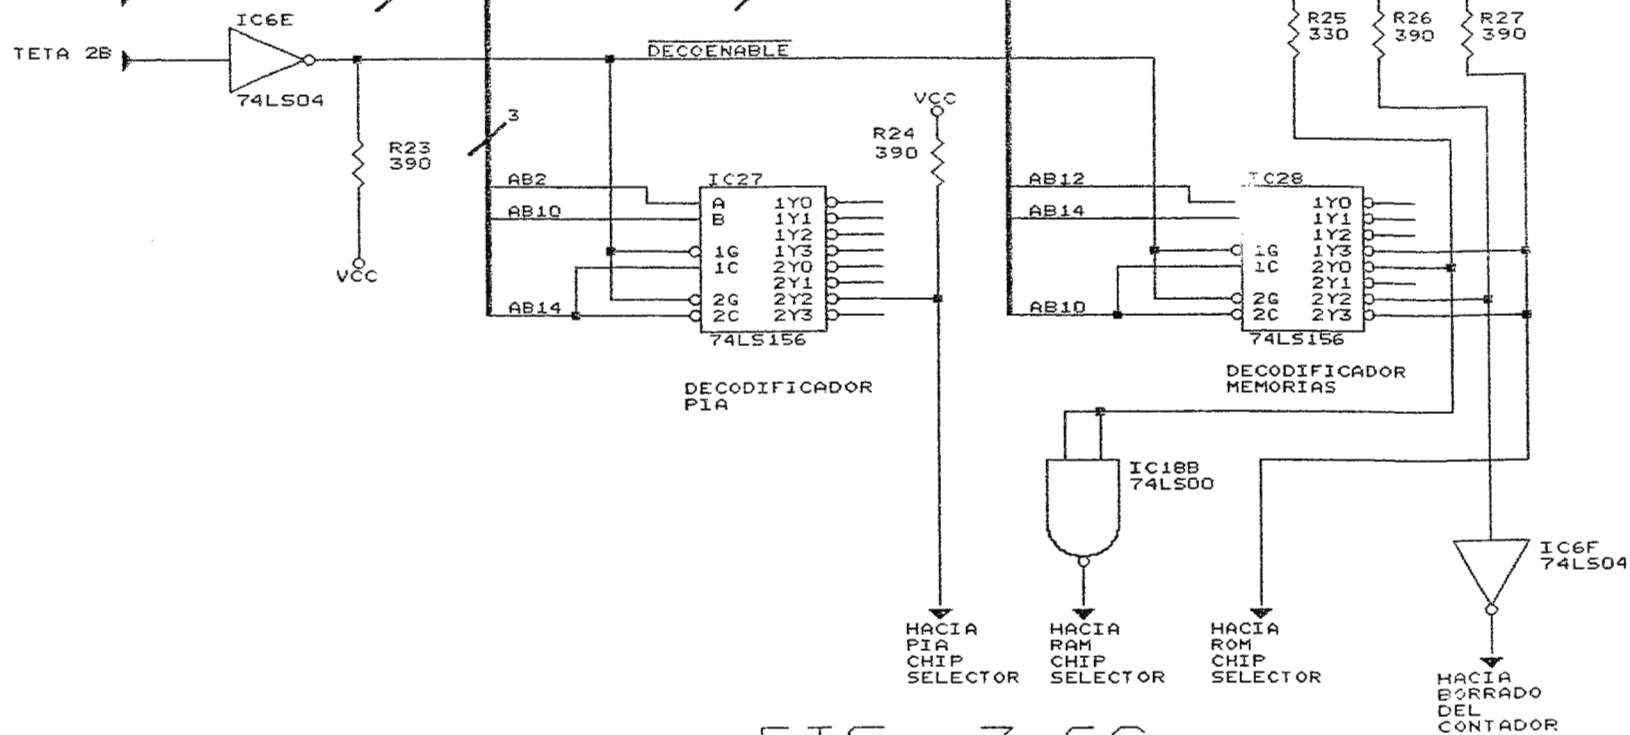 IC6E
TETA 2B
74LS04
DECOENABLE
R25
330
R26
390
R27
390
VCC
3
R23
390
R24
390
VCC
AB2
AB10
AB14
IC27
A
B
1G
1C
2G
2C
1Y0
1Y1
1Y2
1Y3
2Y0
2Y1
2Y2
2Y3
74LS156
DECODIFICADOR
PIA
AB12
AB14
AB10
IC28
1G
1C
2G
2C
1Y0
1Y1
1Y2
1Y3
2Y0
2Y1
2Y2
2Y3
74LS156
DECODIFICADOR
MEMORIAS
IC18B
74LS00
IC6F
74LS04
HACIA
PIA
CHIP
SELECTOR
HACIA
RAM
CHIP
SELECTOR
HACIA
ROM
CHIP
SELECTOR
HACIA
BORRADO
DEL
CONTADOR